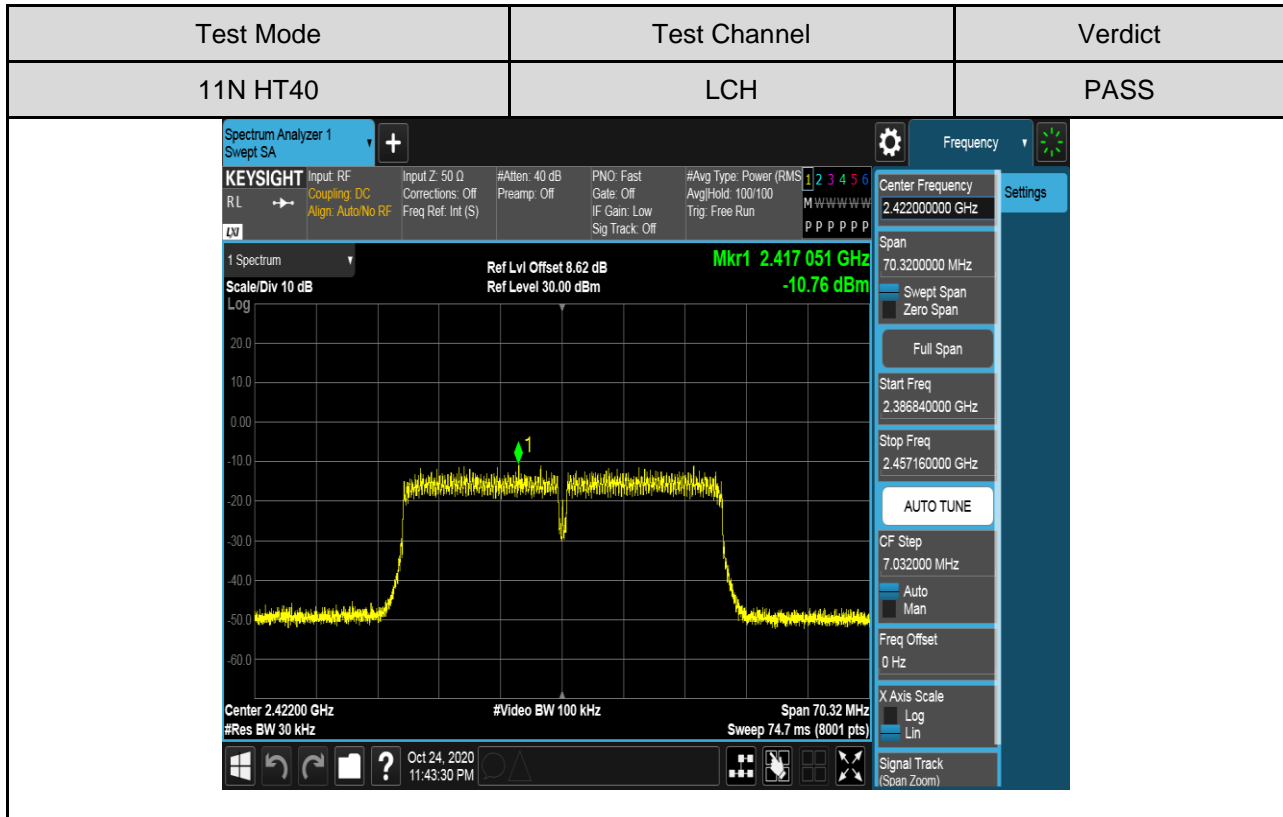 Test Mode Test Channel Verdict
11N HT40 LCH PASS
Spectrum Analyzer 1
Swept SA
+
Frequency
KEYSIGHT Input: RF Input Z: 50 Ω #Atten: 40 dB PNO: Fast #Avg Type: Power (RMS 1 2 3 4 5 6
RL Coupling: DC Corrections: Off Preamp: Off Gate: Off Avg|Hold: 100/100 M W W W W W
Align: Auto/No RF Freq Ref: Int (S) IF Gain: Low Trig: Free Run
LXI Sig Track: Off P P P P P P
1 Spectrum
Scale/Div 10 dB
Ref Lvl Offset 8.62 dB
Ref Level 30.00 dBm
Mkr1 2.417 051 GHz
-10.76 dBm
Log
20.0
10.0
0.00
-10.0
-20.0
-30.0
-40.0
-50.0
-60.0
1
Center 2.42200 GHz #Video BW 100 kHz Span 70.32 MHz
#Res BW 30 kHz Sweep 74.7 ms (8001 pts)
?
Oct 24, 2020
11:43:30 PM
Center Frequency
2.422000000 GHz
Settings
Span
70.3200000 MHz
Swept Span
Zero Span
Full Span
Start Freq
2.386840000 GHz
Stop Freq
2.457160000 GHz
AUTO TUNE
CF Step
7.032000 MHz
Auto
Man
Freq Offset
0 Hz
X Axis Scale
Log
Lin
Signal Track
(Span Zoom)